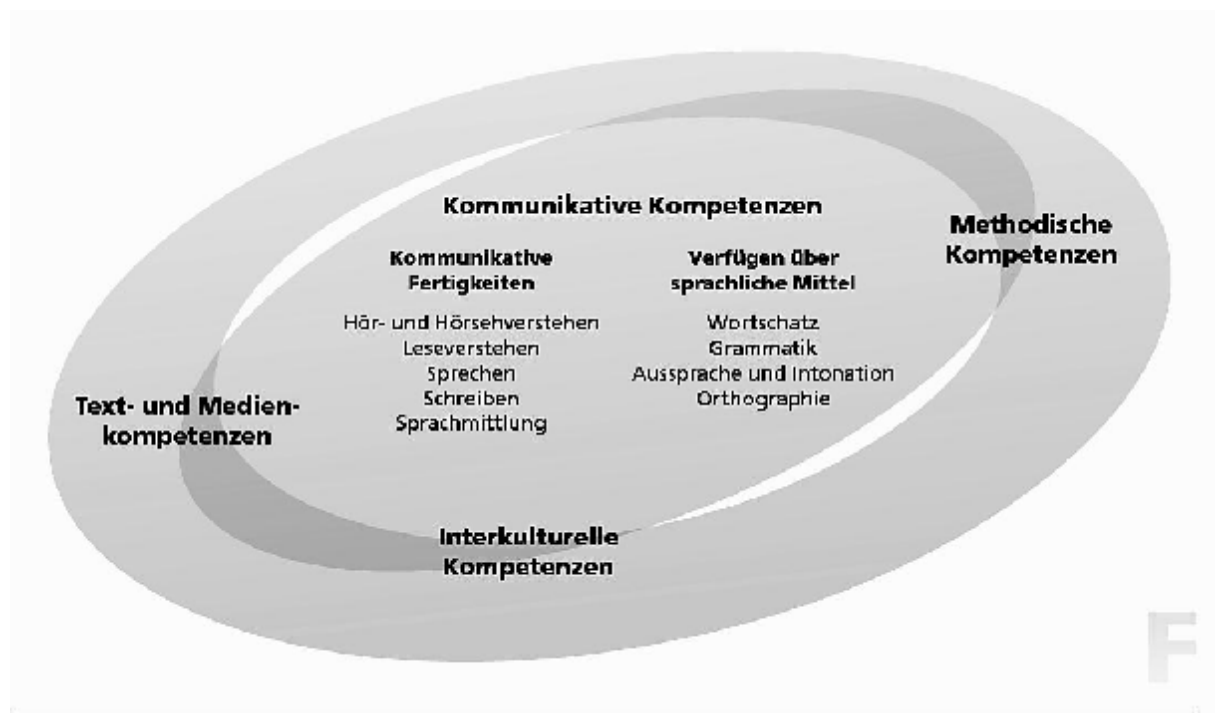 Kommunikative Kompetenzen
Methodische
Kompetenzen
Kommunikative
Fertigkeiten
Hör- und Hörsehverstehen
Leseverstehen
Sprechen
Schreiben
Sprachmittlung
Verfügen über
sprachliche Mittel
Wortschatz
Grammatik
Aussprache und Intonation
Orthographie
Text- und Medien-
kompetenzen
Interkulturelle
Kompetenzen
F